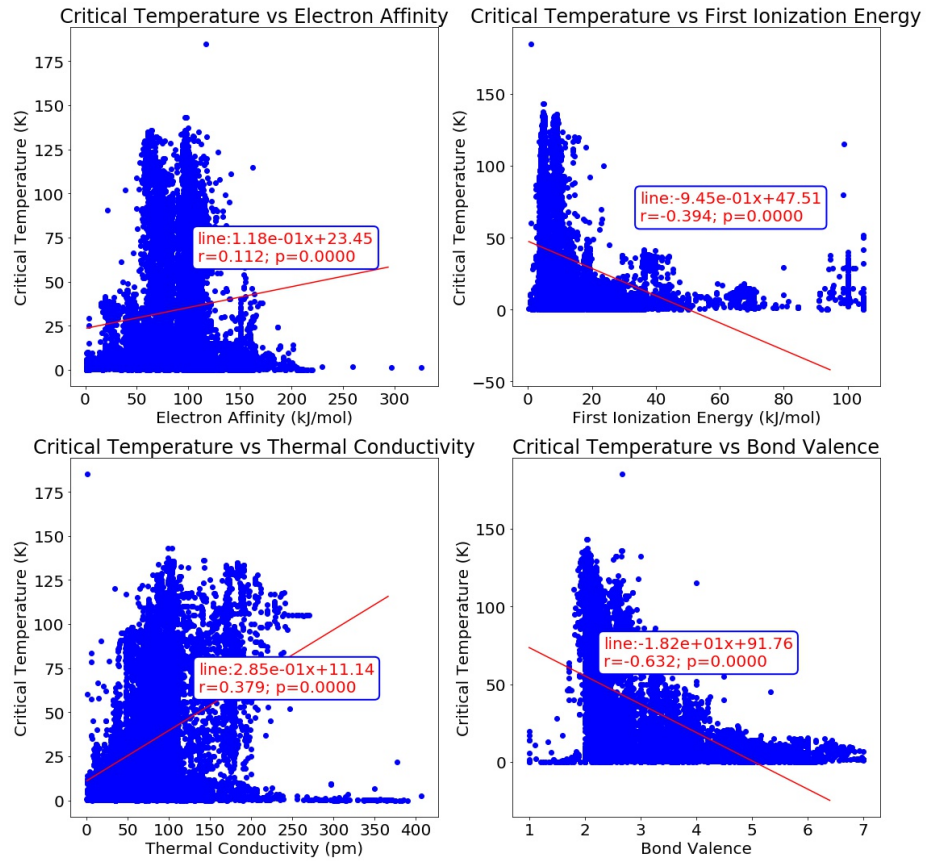 Critical Temperature vs Electron Affinity
175
150
125
100
75
50
25
0
Critical Temperature (K)
line:1.18e-01x+23.45
r=0.112; p=0.0000
0 50 100 150 200 250 300
Electron Affinity (kJ/mol)
Critical Temperature vs First Ionization Energy
150
100
50
0
−50
Critical Temperature (K)
line:-9.45e-01x+47.51
r=-0.394; p=0.0000
0 20 40 60 80 100
First Ionization Energy (kJ/mol)
Critical Temperature vs Thermal Conductivity
175
150
125
100
75
50
25
0
Critical Temperature (K)
line:2.85e-01x+11.14
r=0.379; p=0.0000
0 50 100 150 200 250 300 350 400
Thermal Conductivity (pm)
Critical Temperature vs Bond Valence
150
100
50
0
Critical Temperature (K)
line:-1.82e+01x+91.76
r=-0.632; p=0.0000
1 2 3 4 5 6 7
Bond Valence